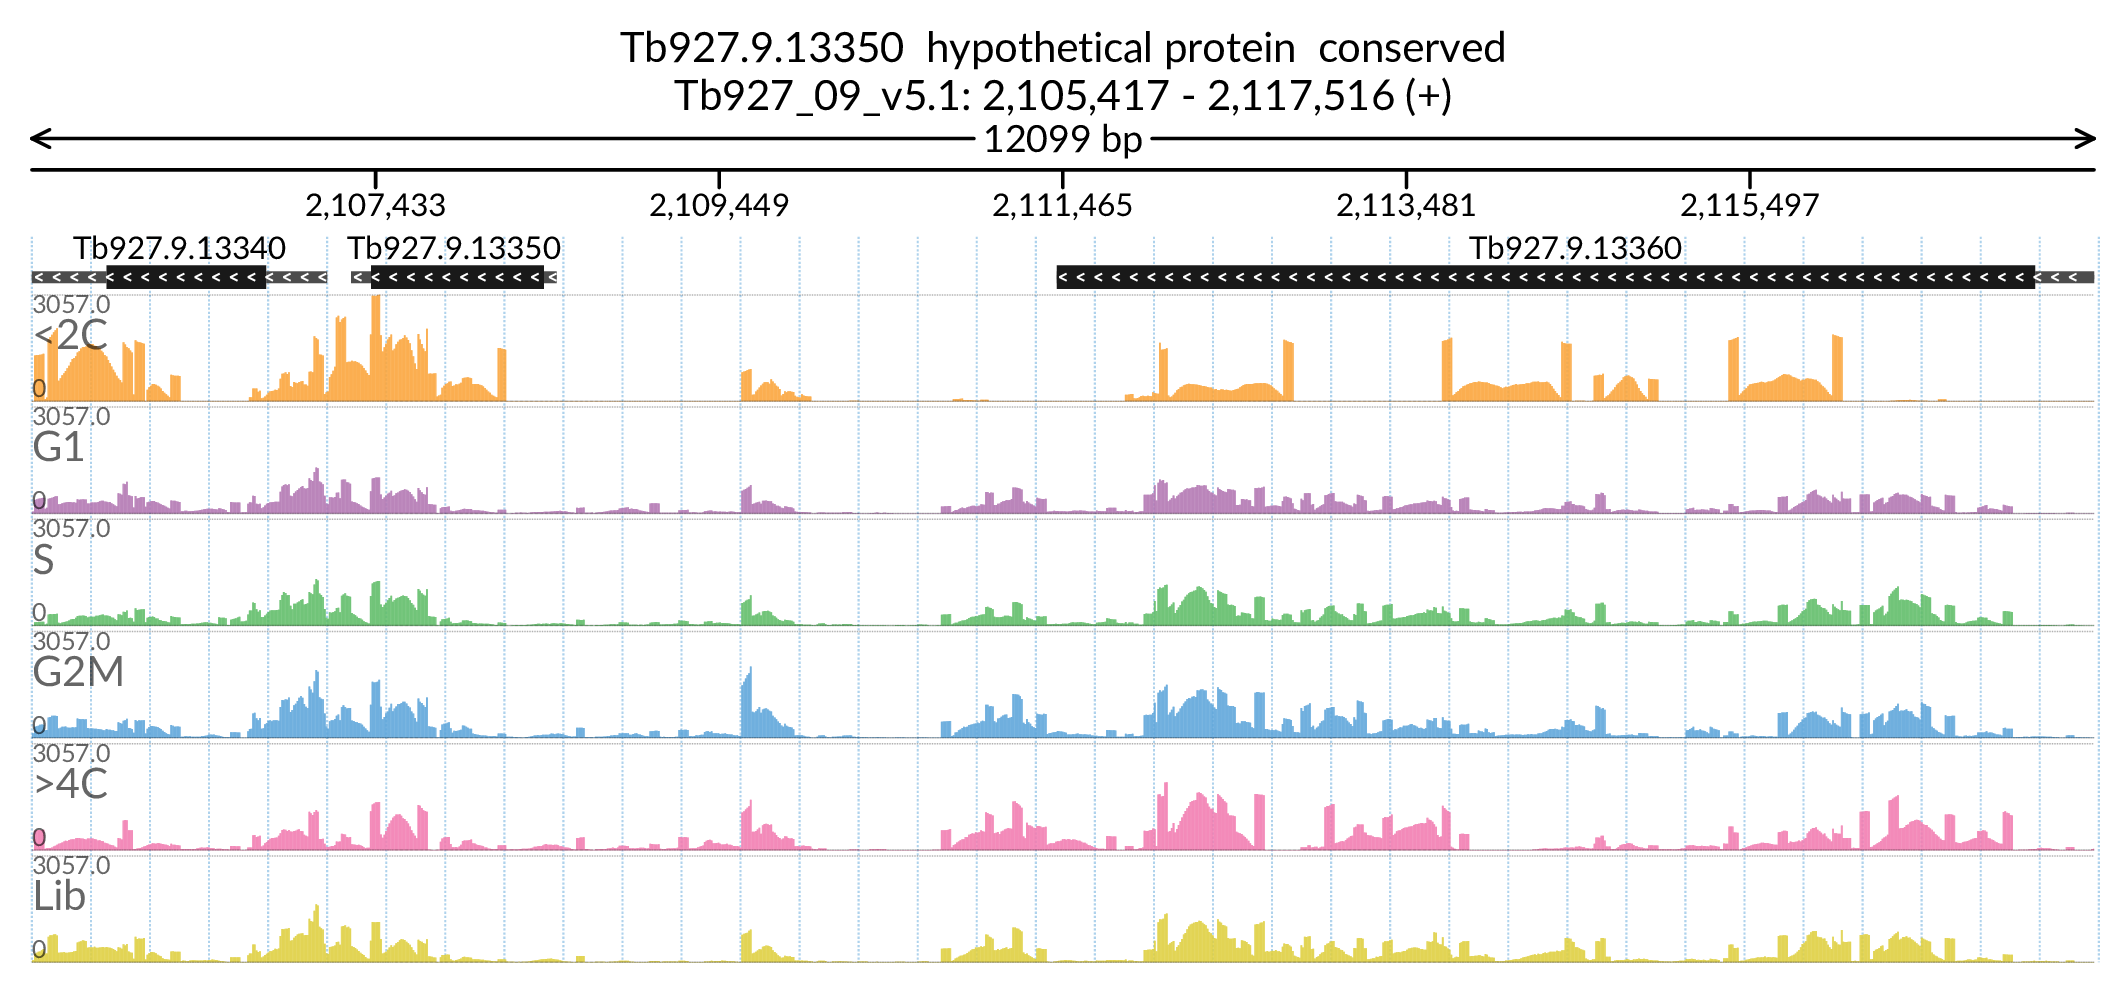 Tb927.9.13350  hypothetical protein  conserved
Tb927_09_v5.1: 2,105,417 - 2,117,516 (+)
12099 bp
2,107,433 2,109,449 2,111,465 2,113,481 2,115,497
Tb927.9.13340 Tb927.9.13350 Tb927.9.13360
3057.0
<2C
0
3057.0
G1
0
3057.0
S
0
3057.0
G2M
0
3057.0
>4C
0
3057.0
Lib
0